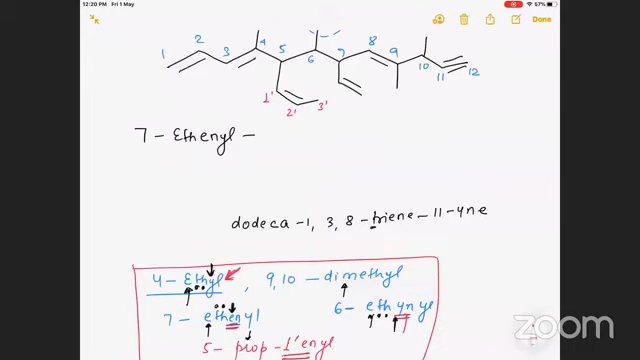 12:20 PM Fri 1 May
57%
Done
1 2 3 4 5 6 7 8 9 10 11 12
1' 2' 3'
7 - Ethenyl -
dodeca - 1, 3, 8 - triene - 11 - yne
4 - Ethyl , 9, 10 - dimethyl
7 - ethenyl 6 - ethynyl
5 - prop - 1' enyl
zoom